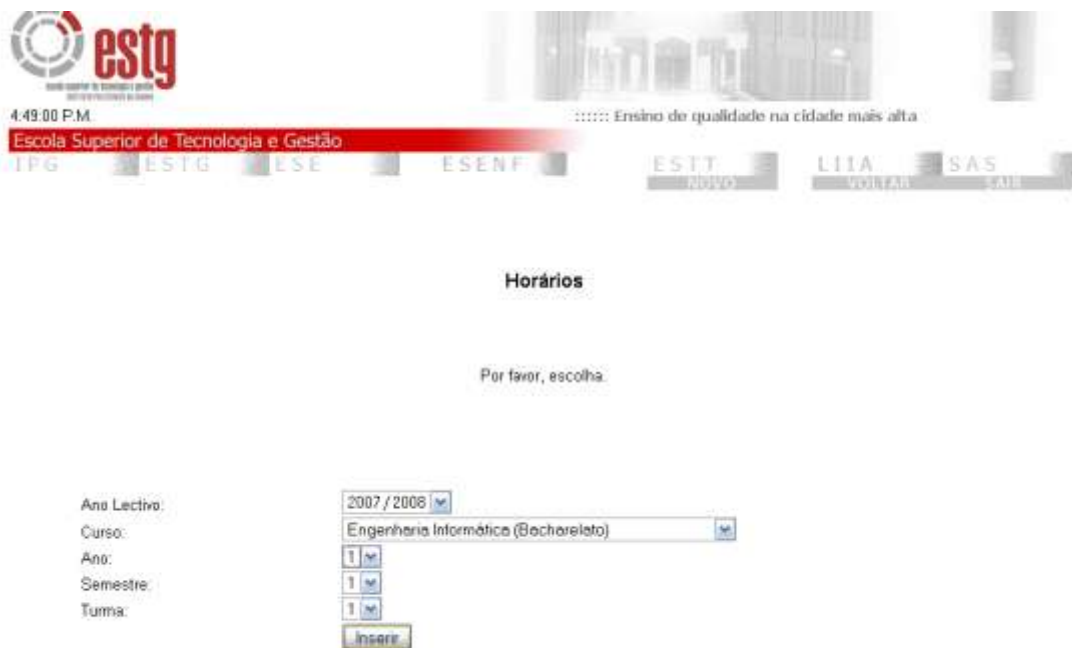 estg
4:49:00 P.M.
:::::: Ensino de qualidade na cidade mais alta
Escola Superior de Tecnologia e Gestão
IPG ESTG ESE ESENF ESTT LIIA SAS
NOVO VOLTAR SAIR
Horários
Por favor, escolha.
Ano Lectivo: 2007 / 2008
Curso: Engenharia Informática (Bacharelato)
Ano: 1
Semestre: 1
Turma: 1
Inserir